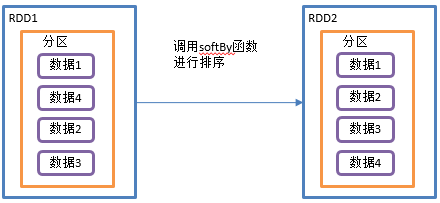 RDD1
分区
数据1
数据4
数据2
数据3
调用softBy函数
进行排序
RDD2
分区
数据1
数据2
数据3
数据4